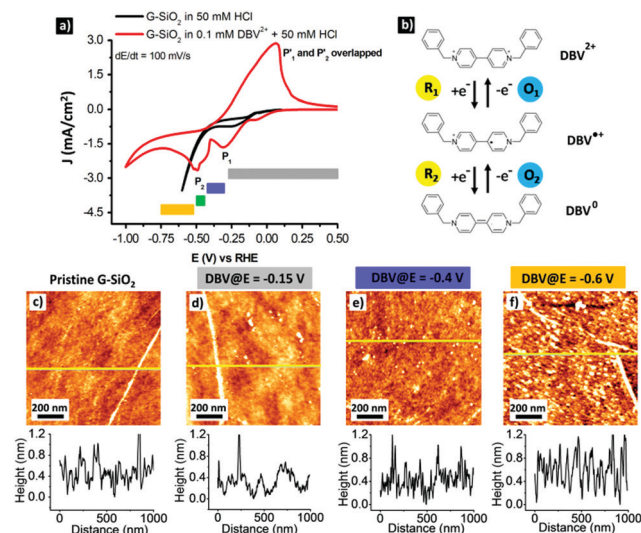 a)
G-SiO₂ in 50 mM HCl
G-SiO₂ in 0.1 mM DBV²⁺ + 50 mM HCl
dE/dt = 100 mV/s
P'₁ and P'₂ overlapped
P₁
P₂
J (mA/cm²)
3.0
1.5
0.0
-1.5
-3.0
-4.5
-1.00 -0.75 -0.50 -0.25 0.00 0.25 0.50
E (V) vs RHE
b)
DBV²⁺
R₁ +e⁻ -e⁻ O₁
DBV•⁺
R₂ +e⁻ -e⁻ O₂
DBV⁰
Pristine G-SiO₂
DBV@E = -0.15 V
DBV@E = -0.4 V
DBV@E = -0.6 V
c)
d)
e)
f)
200 nm
200 nm
200 nm
200 nm
Height (nm)
1.2
0.8
0.4
0.0
0 500 1000
Distance (nm)
Height (nm)
1.2
0.8
0.4
0.0
0 500 1000
Distance (nm)
Height (nm)
1.2
0.8
0.4
0.0
0 500 1000
Distance (nm)
Height (nm)
1.2
0.8
0.4
0.0
0 500 1000
Distance (nm)